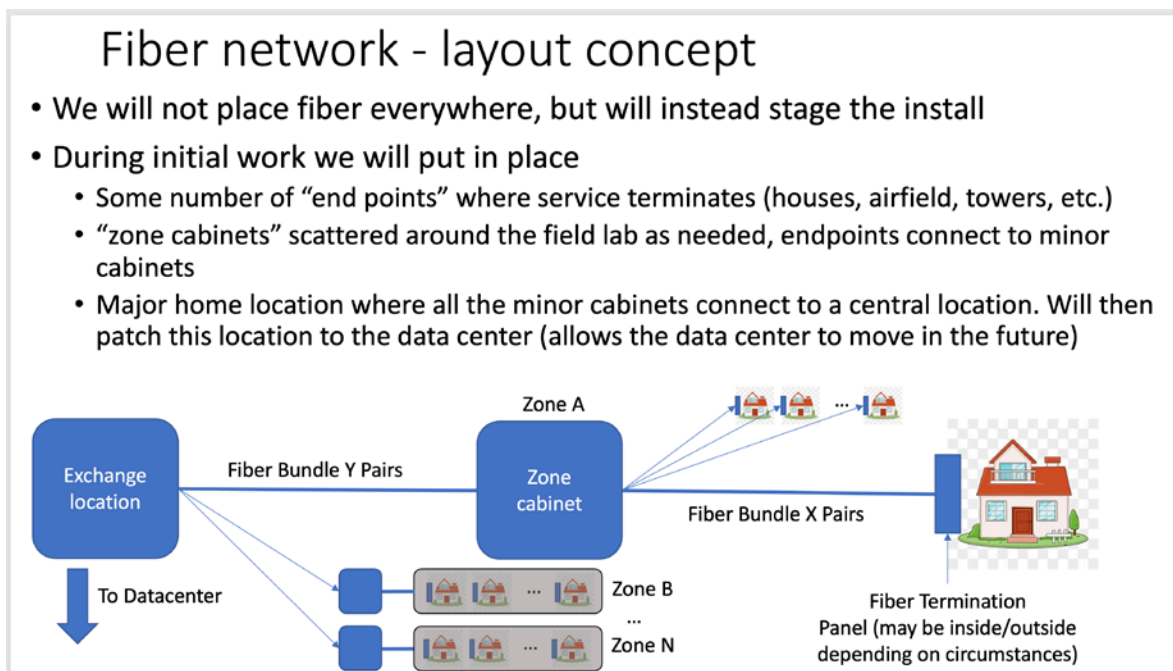 Fiber network - layout concept
• We will not place fiber everywhere, but will instead stage the install
• During initial work we will put in place
• Some number of “end points” where service terminates (houses, airfield, towers, etc.)
• “zone cabinets” scattered around the field lab as needed, endpoints connect to minor
cabinets
• Major home location where all the minor cabinets connect to a central location. Will then
patch this location to the data center (allows the data center to move in the future)
Zone A
...
Exchange
location
Fiber Bundle Y Pairs
Zone
cabinet
Fiber Bundle X Pairs
To Datacenter
...
Zone B
...
...
Zone N
Fiber Termination
Panel (may be inside/outside
depending on circumstances)